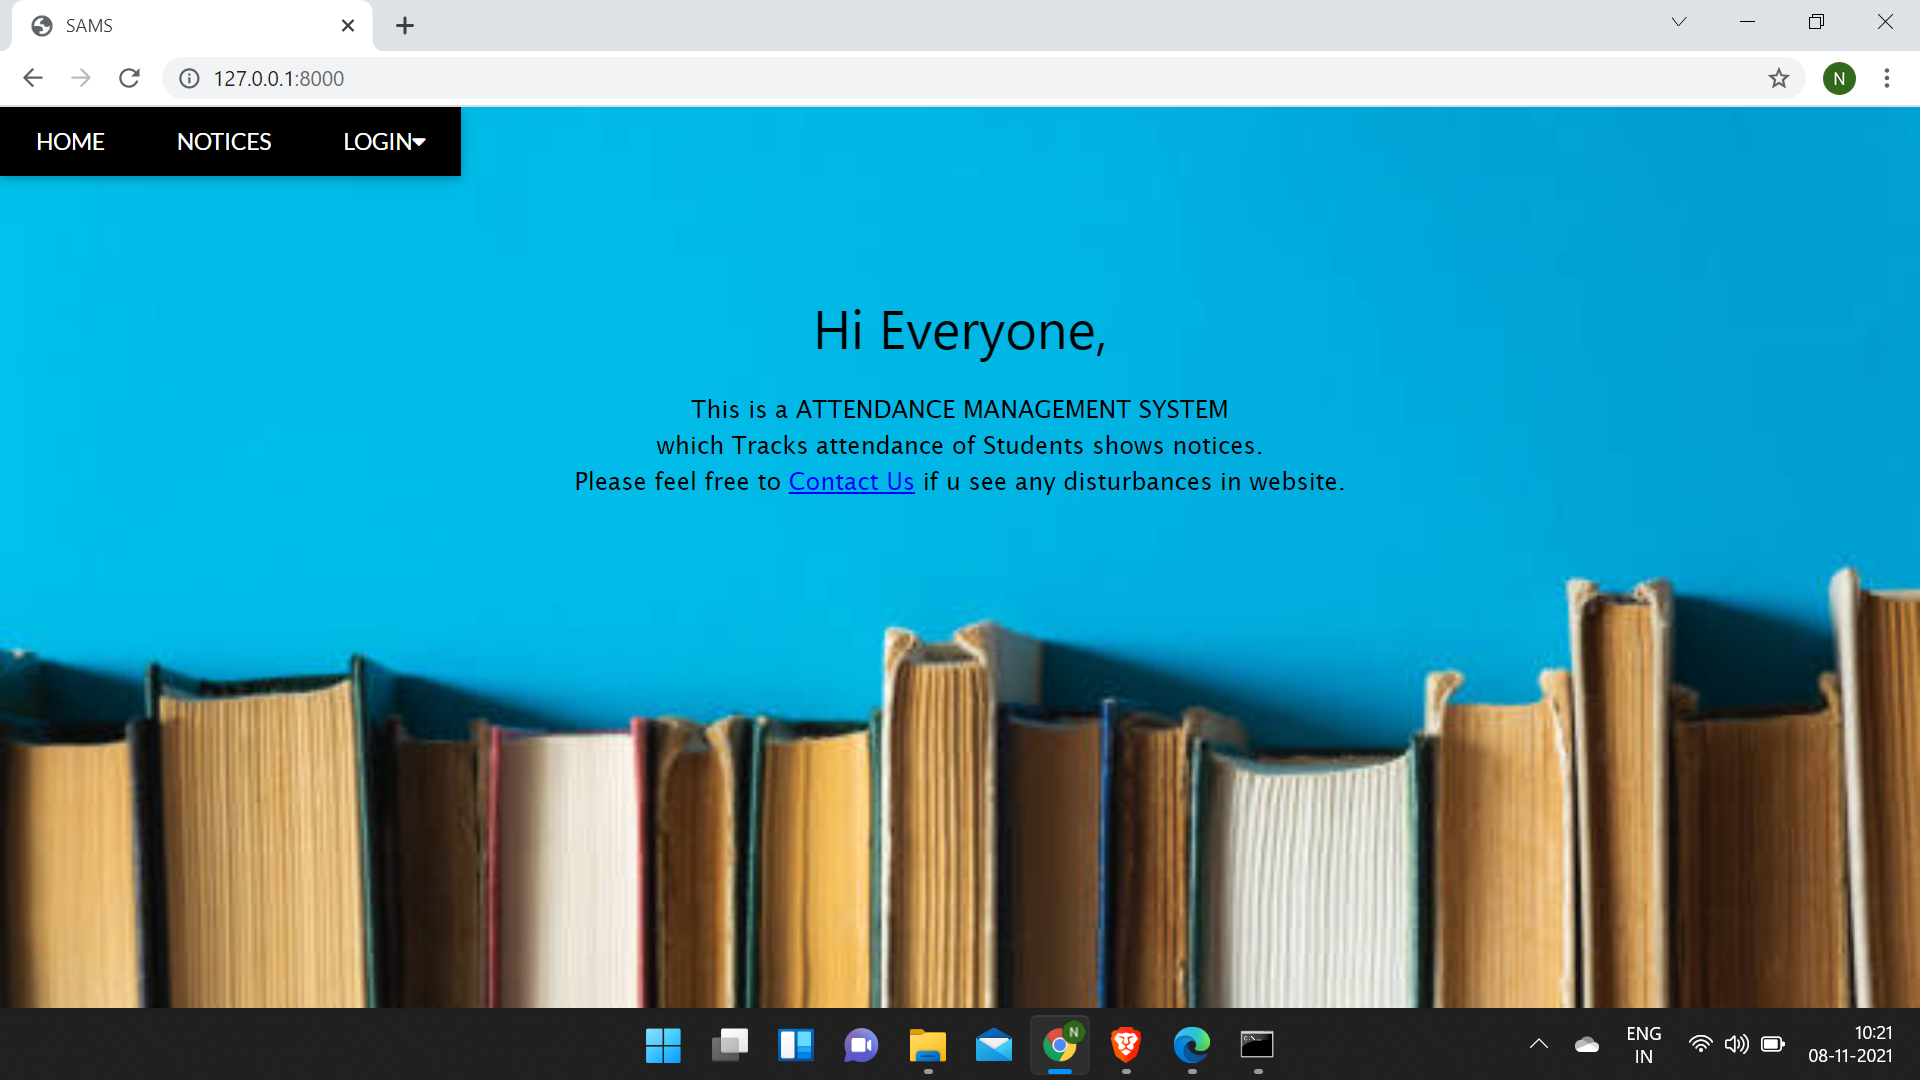 SAMS
127.0.0.1:8000
N
HOME NOTICES LOGIN
Hi Everyone,
This is a ATTENDANCE MANAGEMENT SYSTEM
which Tracks attendance of Students shows notices.
Please feel free to Contact Us if u see any disturbances in website.
N
ENG
IN
10:21
08-11-2021